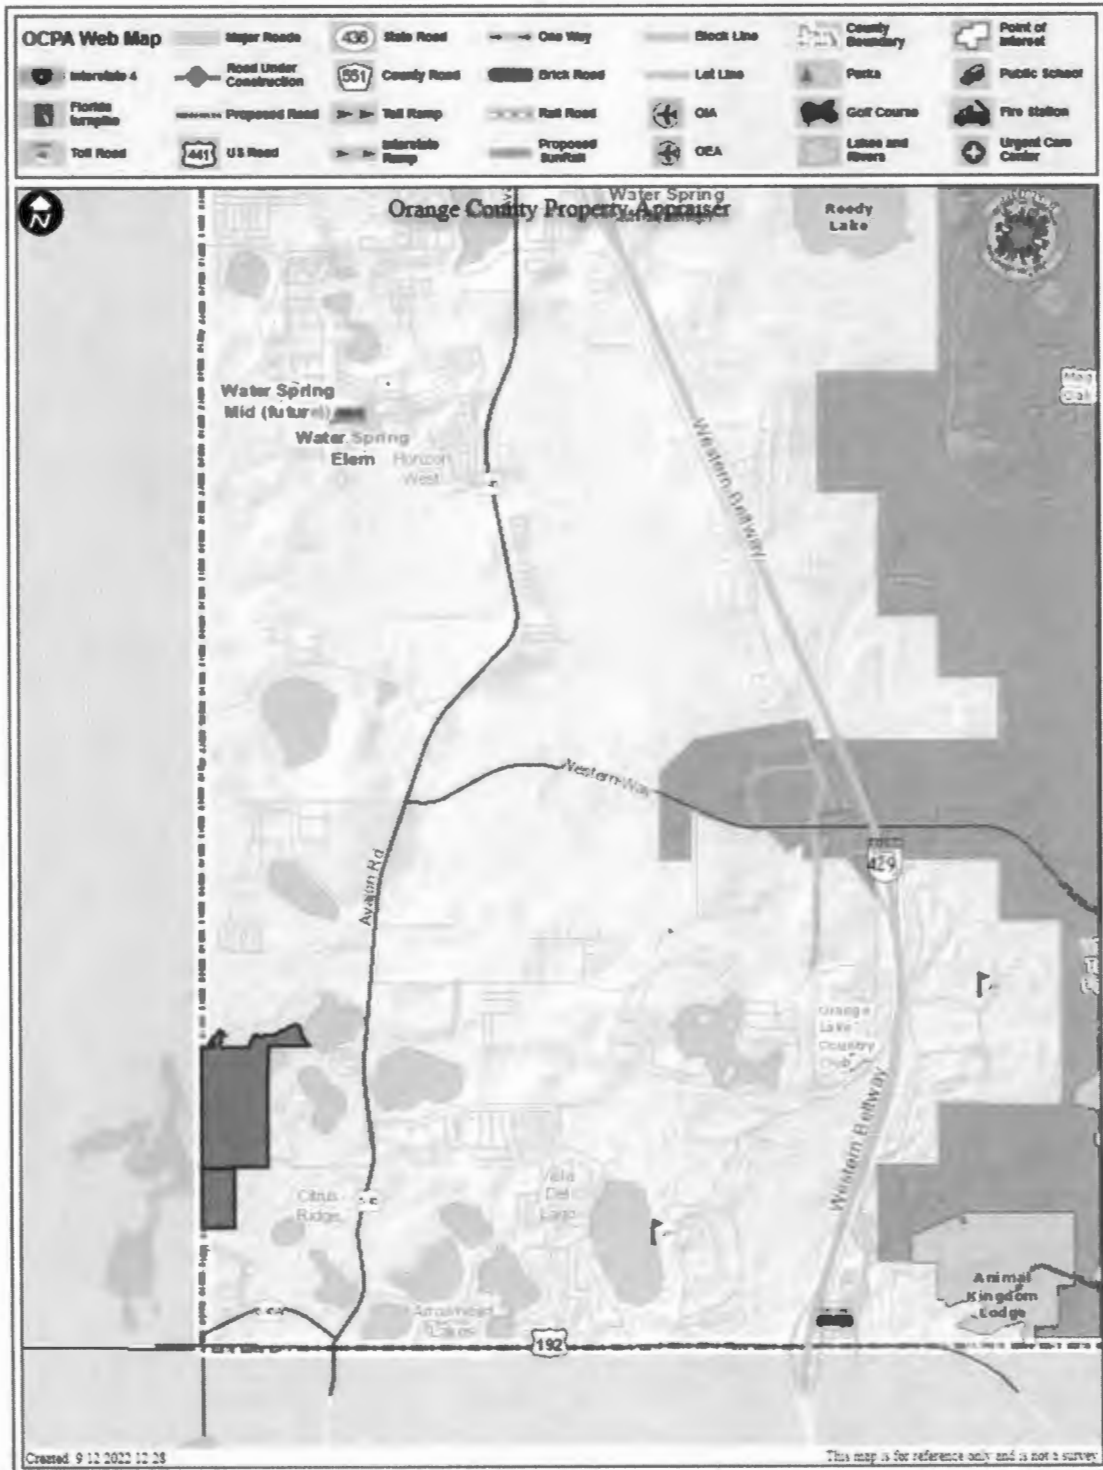 OCPA Web Map
Major Roads
436
State Road
One Way
Block Line
County
Boundary
Point of
Interest
Interstate 4
Road Under
Construction
551
County Road
Brick Road
Lot Line
Parks
Public School
Florida
turnpike
Proposed Road
Toll Ramp
Rail Road
OIA
Golf Course
Fire Station
Toll Road
441
US Road
Interstate
Ramp
Proposed
SunRail
OEA
Lakes and
Rivers
Urgent Care
Center
N
Water Spring
Orange County Property Appraiser
Reedy
Lake
Water Spring
Mid (future)
Water Spring
Elem
Horizon
West
Western Beltway
Western Way
Avalon Rd
429
Orange
Lake
Country
Club
Western Beltway
Citrus
Ridge
Vista
Del
Lago
Arrowhead
Lakes
Animal
Kingdom
Lodge
192
Created: 9/12/2022 12:28
This map is for reference only and is not a survey